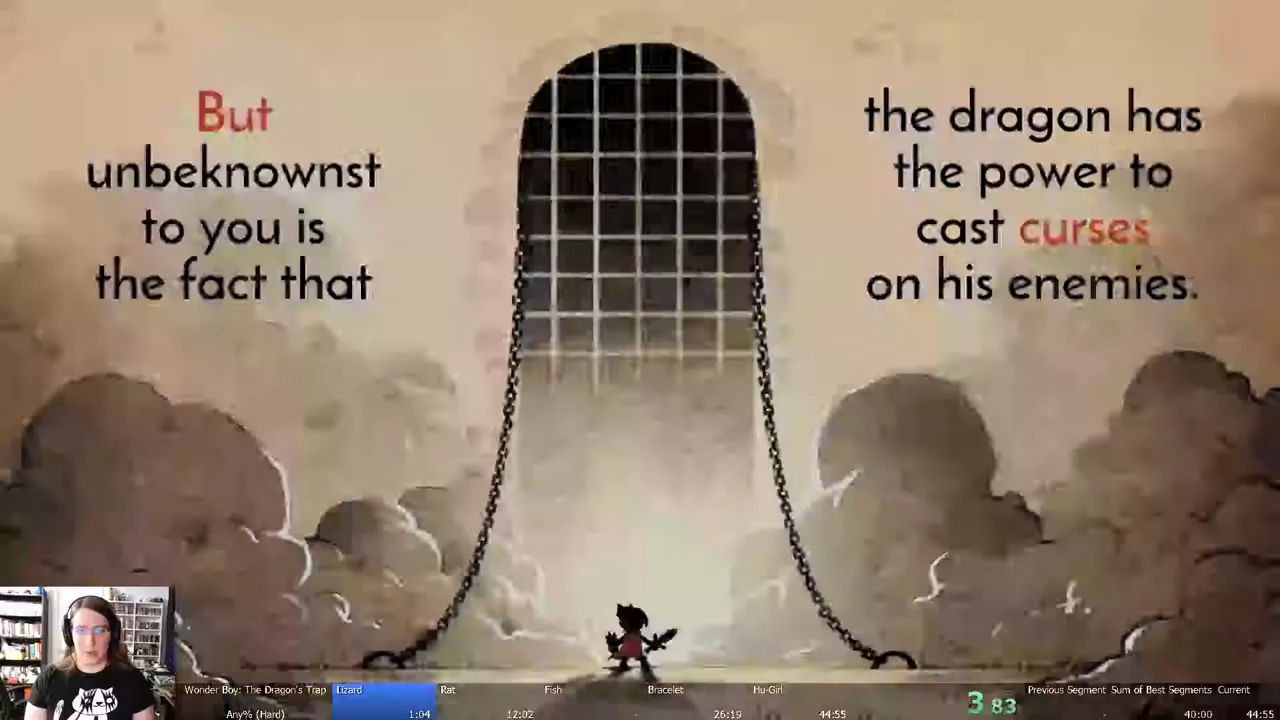 But
unbeknownst
to you is
the fact that
the dragon has
the power to
cast curses
on his enemies.
Wonder Boy: The Dragon's Trap Lizard Rat Fish Bracelet Hu-Girl Previous Segment Sum of Best Segments Current
Any% (Hard) 1:04 12:02 - 26:19 44:55 3 83 - 40:00 44:55